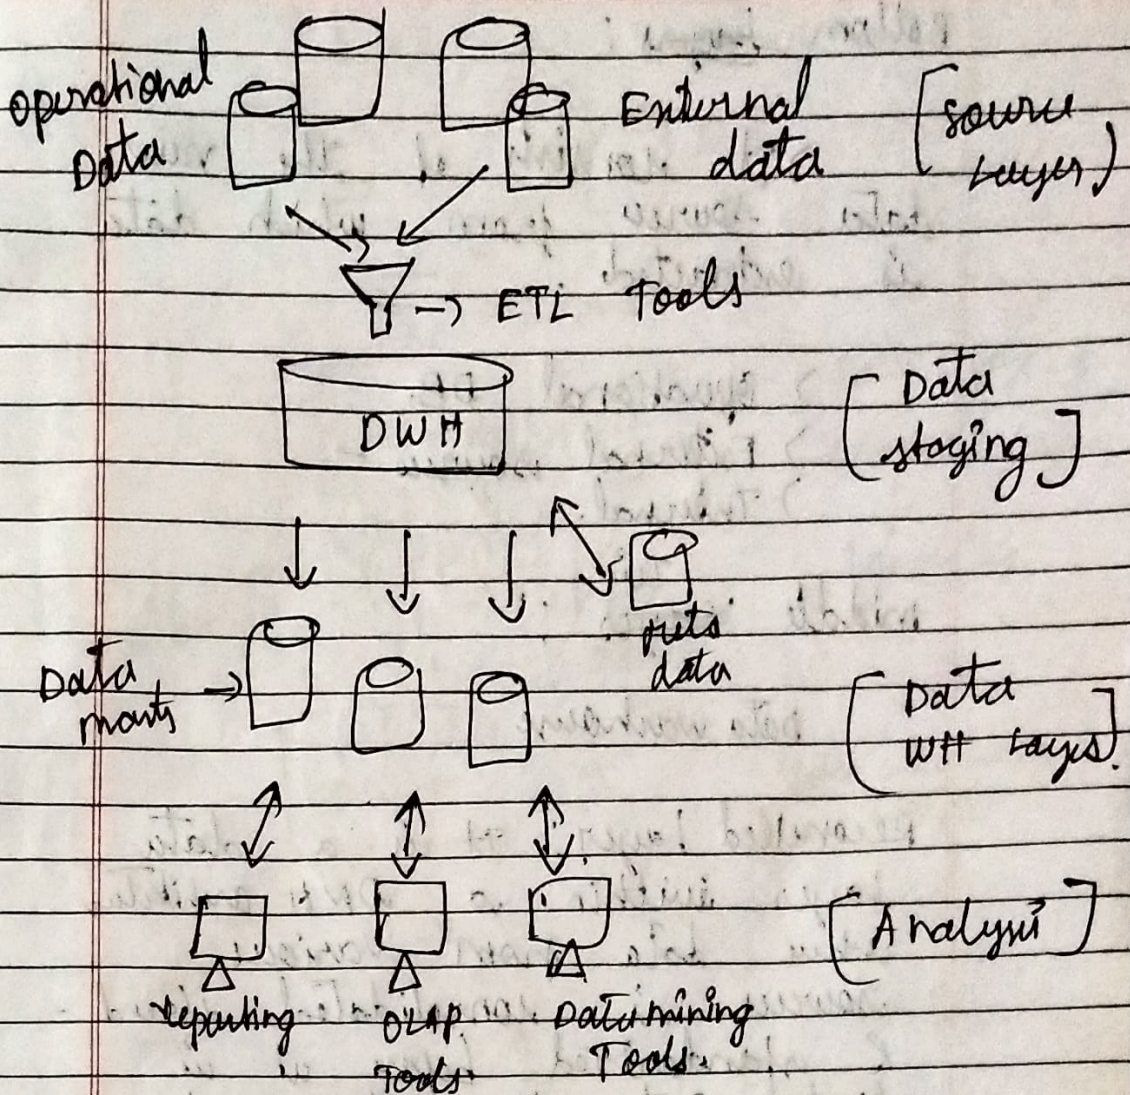 Operational
Data
External
data
[source
Layer]
-> ETL Tools
DWH
[Data
staging]
meta
data
Data
marts ->
[Data
WH Layer]
[Analysis]
reporting
OLAP
Tools.
Data mining
Tools.